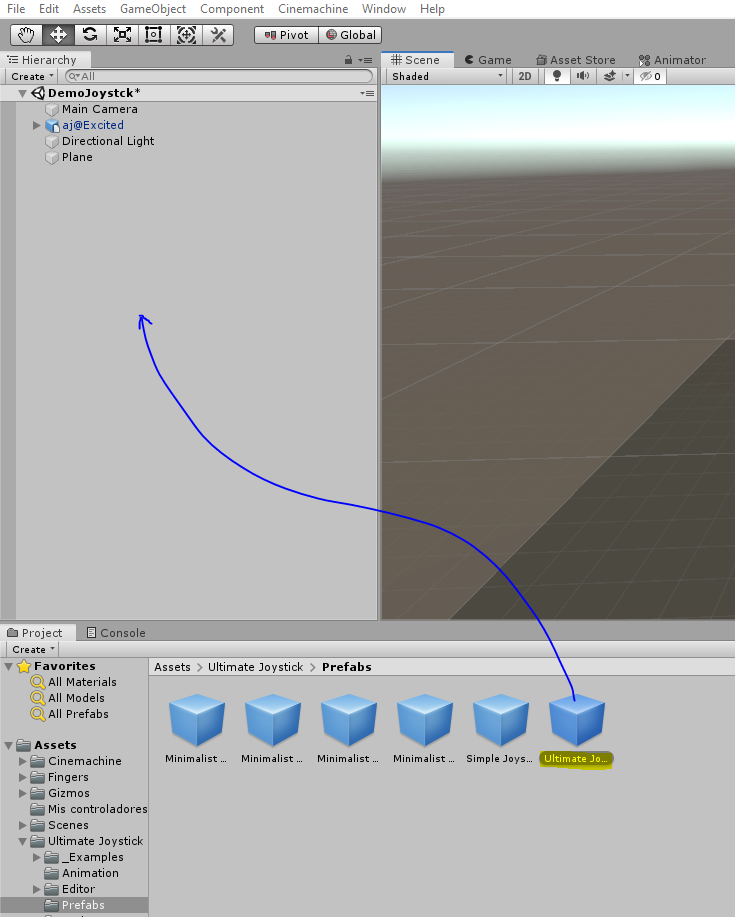 File Edit Assets GameObject Component Cinemachine Window Help
Pivot Global
Hierarchy
Create All
DemoJoystck*
Main Camera
aj@Excited
Directional Light
Plane
Scene Game Asset Store Animator
Shaded 2D 0
Project Console
Create
Favorites
All Materials
All Models
All Prefabs
Assets
Cinemachine
Fingers
Gizmos
Mis controladores
Scenes
Ultimate Joystick
_Examples
Animation
Editor
Prefabs
Assets > Ultimate Joystick > Prefabs
Minimalist ... Minimalist ... Minimalist ... Minimalist ... Simple Joys... Ultimate Jo...